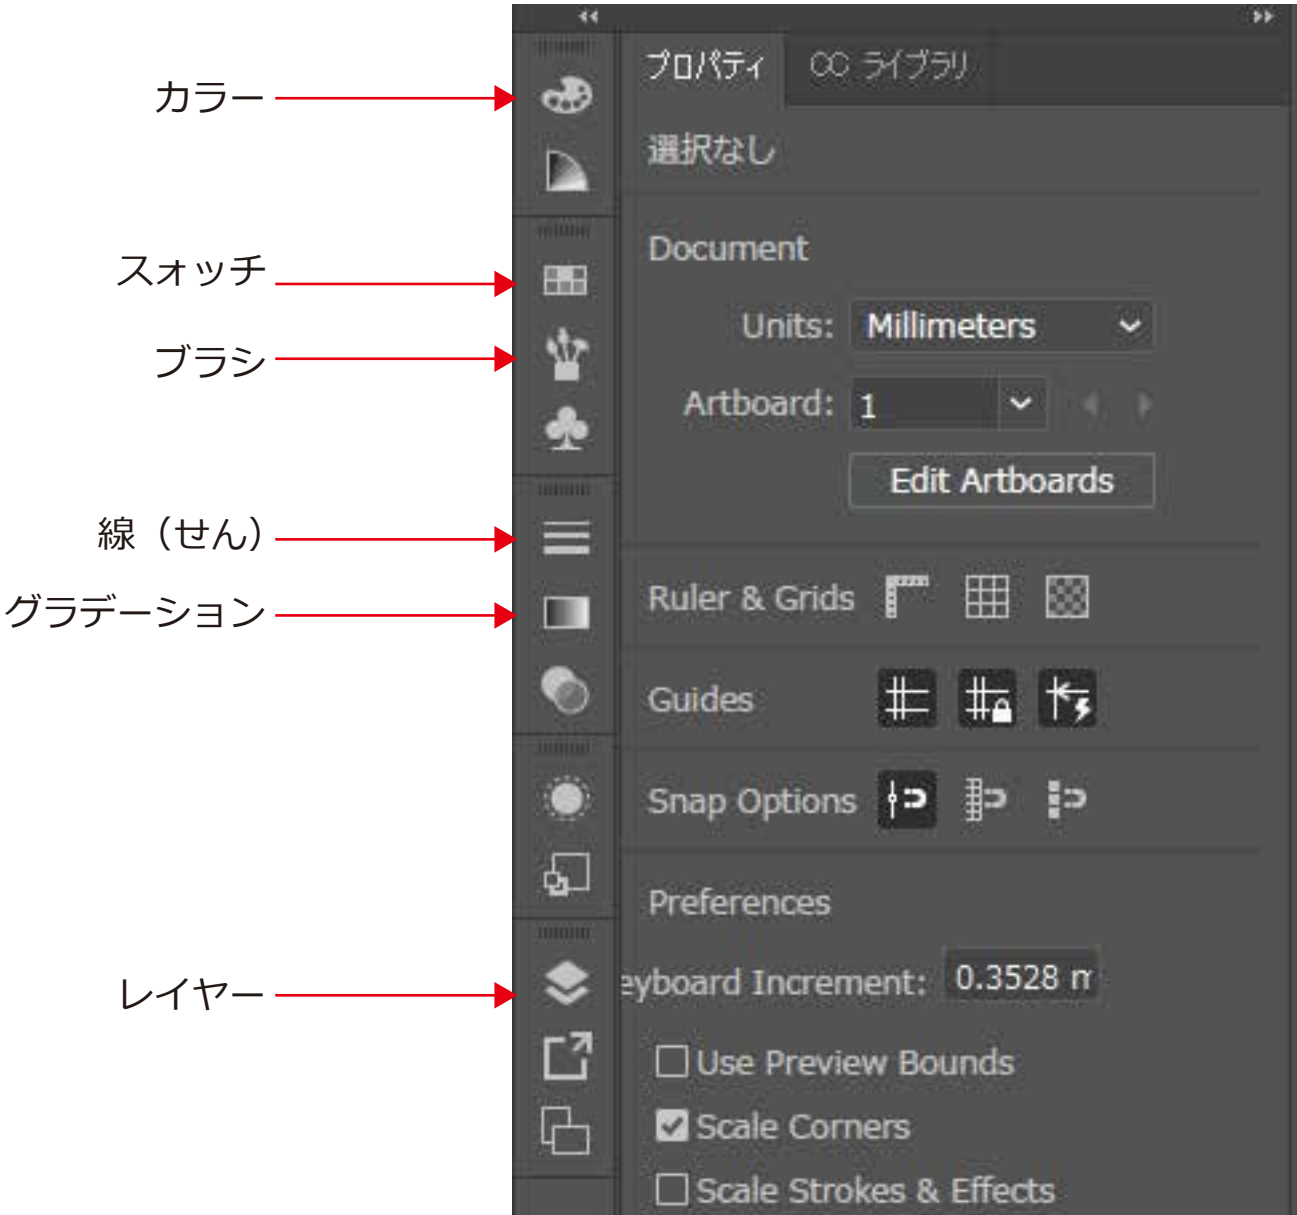 カラー
スォッチ
ブラシ
線（せん）
グラデーション
レイヤー
プロパティ CC ライブラリ
選択なし
Document
Units: Millimeters
Artboard: 1
Edit Artboards
Ruler & Grids
Guides
Snap Options
Preferences
eyboard Increment: 0.3528 m
Use Preview Bounds
Scale Corners
Scale Strokes & Effects